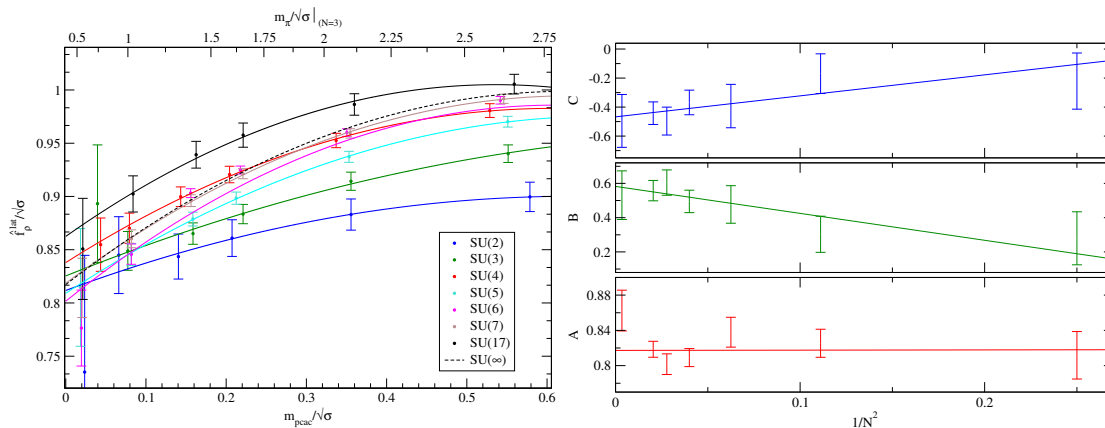 m_π/√σ|_(N=3)
0.5 1 1.5 1.75 2 2.25 2.5 2.75
1
0.95
0.9
0.85
0.8
0.75
f̂_ρ^lat/√σ
SU(2)
SU(3)
SU(4)
SU(5)
SU(6)
SU(7)
SU(17)
SU(∞)
0 0.1 0.2 0.3 0.4 0.5 0.6
m_pcac/√σ
0
-0.2
-0.4
-0.6
C
0.6
0.4
0.2
B
0.88
0.84
0.8
A
0 0.1 0.2
1/N²